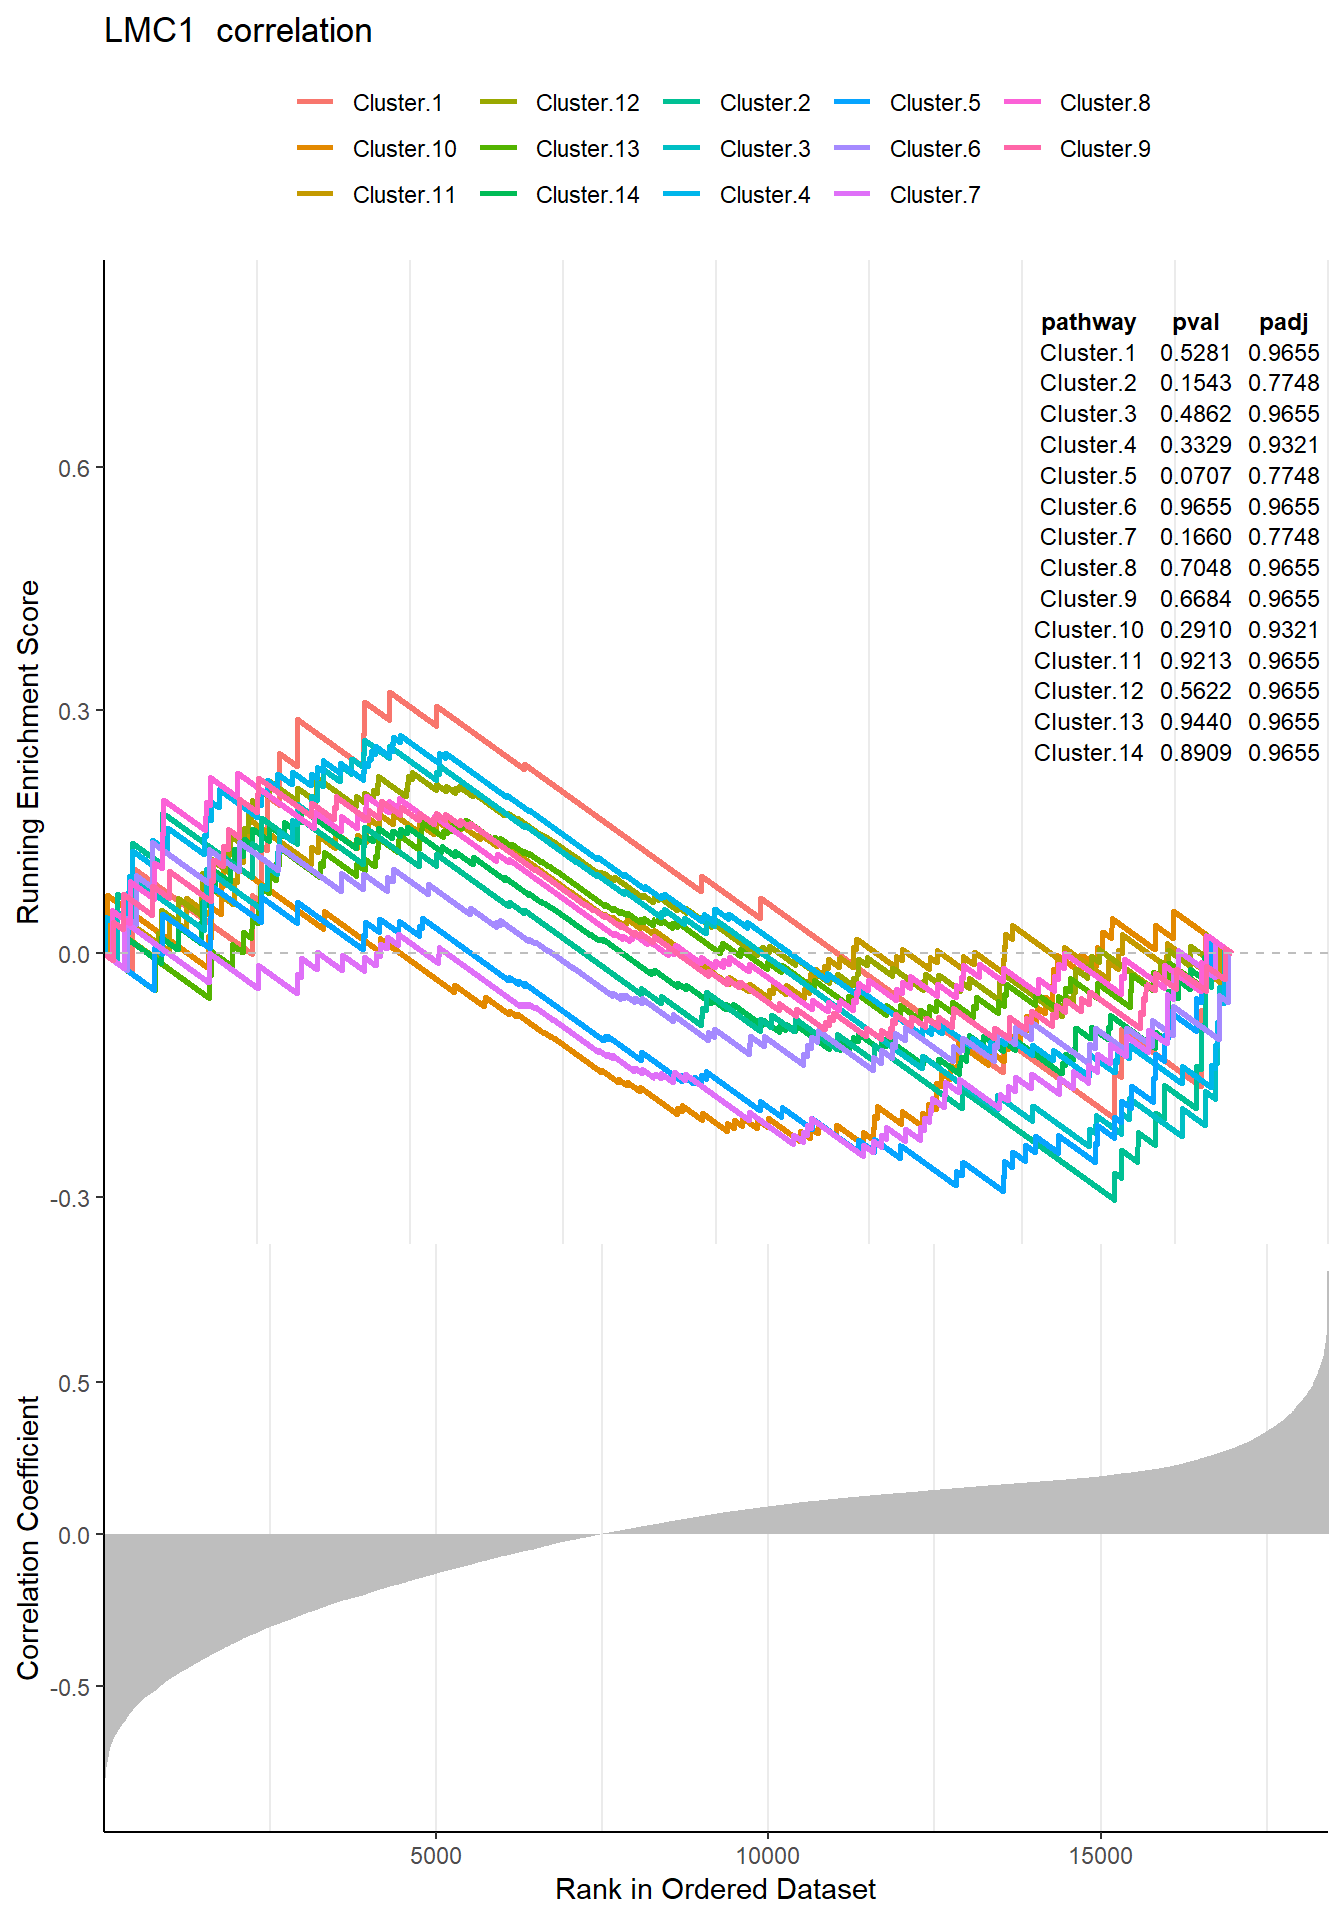 LMC1  correlation
Cluster.1 Cluster.12 Cluster.2 Cluster.5 Cluster.8
Cluster.10 Cluster.13 Cluster.3 Cluster.6 Cluster.9
Cluster.11 Cluster.14 Cluster.4 Cluster.7
Running Enrichment Score
0.6
0.3
0.0
-0.3
pathway pval padj
Cluster.1 0.5281 0.9655
Cluster.2 0.1543 0.7748
Cluster.3 0.4862 0.9655
Cluster.4 0.3329 0.9321
Cluster.5 0.0707 0.7748
Cluster.6 0.9655 0.9655
Cluster.7 0.1660 0.7748
Cluster.8 0.7048 0.9655
Cluster.9 0.6684 0.9655
Cluster.10 0.2910 0.9321
Cluster.11 0.9213 0.9655
Cluster.12 0.5622 0.9655
Cluster.13 0.9440 0.9655
Cluster.14 0.8909 0.9655
Correlation Coefficient
0.5
0.0
-0.5
5000 10000 15000
Rank in Ordered Dataset